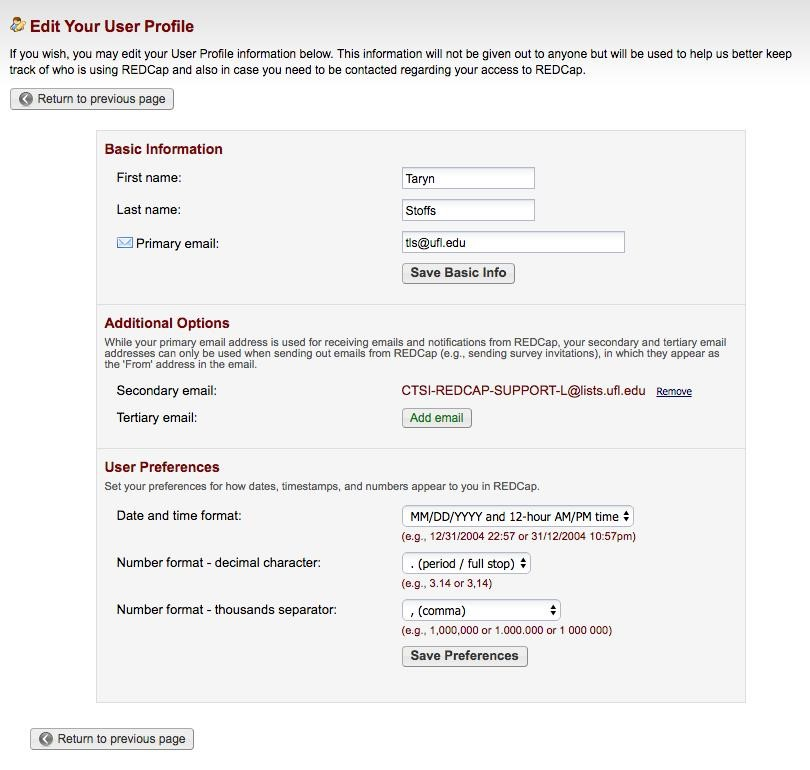 Edit Your User Profile
If you wish, you may edit your User Profile information below. This information will not be given out to anyone but will be used to help us better keep
track of who is using REDCap and also in case you need to be contacted regarding your access to REDCap.
Return to previous page
Basic Information
First name: Taryn
Last name: Stoffs
Primary email: tls@ufl.edu
Save Basic Info
Additional Options
While your primary email address is used for receiving emails and notifications from REDCap, your secondary and tertiary email
addresses can only be used when sending out emails from REDCap (e.g., sending survey invitations), in which they appear as
the 'From' address in the email.
Secondary email: CTSI-REDCAP-SUPPORT-L@lists.ufl.edu Remove
Tertiary email: Add email
User Preferences
Set your preferences for how dates, timestamps, and numbers appear to you in REDCap.
Date and time format: MM/DD/YYYY and 12-hour AM/PM time
(e.g., 12/31/2004 22:57 or 31/12/2004 10:57pm)
Number format - decimal character: . (period / full stop)
(e.g., 3.14 or 3,14)
Number format - thousands separator: , (comma)
(e.g., 1,000,000 or 1.000.000 or 1 000 000)
Save Preferences
Return to previous page